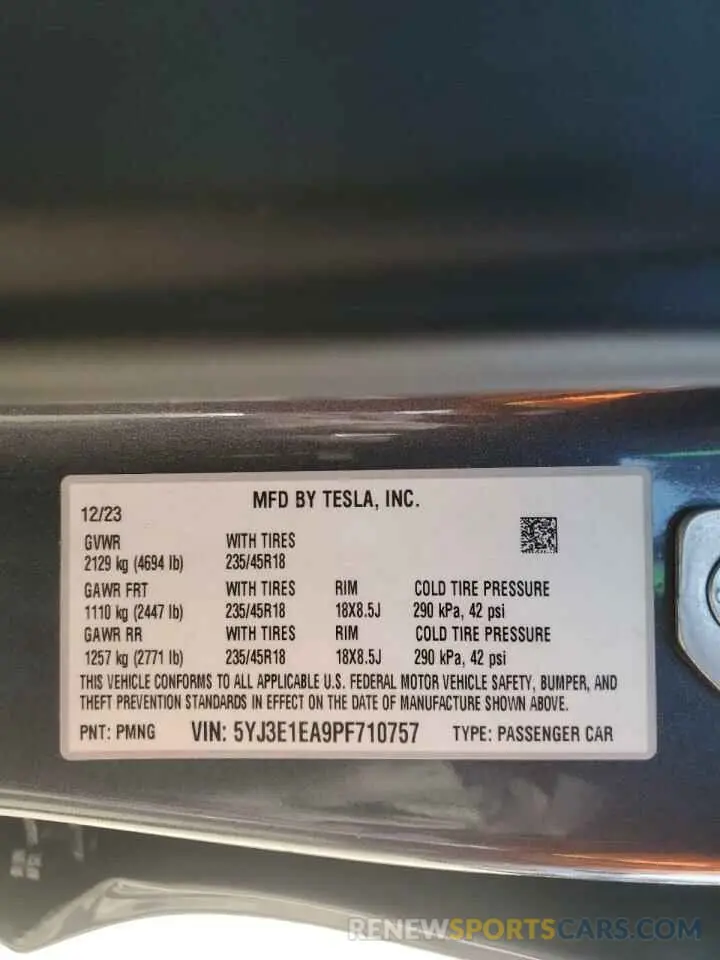 MFD BY TESLA, INC.
12/23
GVWR WITH TIRES
2129 kg (4694 lb) 235/45R18
GAWR FRT WITH TIRES RIM COLD TIRE PRESSURE
1110 kg (2447 lb) 235/45R18 18X8.5J 290 kPa, 42 psi
GAWR RR WITH TIRES RIM COLD TIRE PRESSURE
1257 kg (2771 lb) 235/45R18 18X8.5J 290 kPa, 42 psi
THIS VEHICLE CONFORMS TO ALL APPLICABLE U.S. FEDERAL MOTOR VEHICLE SAFETY, BUMPER, AND
THEFT PREVENTION STANDARDS IN EFFECT ON THE DATE OF MANUFACTURE SHOWN ABOVE.
PNT: PMNG VIN: 5YJ3E1EA9PF710757 TYPE: PASSENGER CAR
RENEWSPORTSCARS.COM